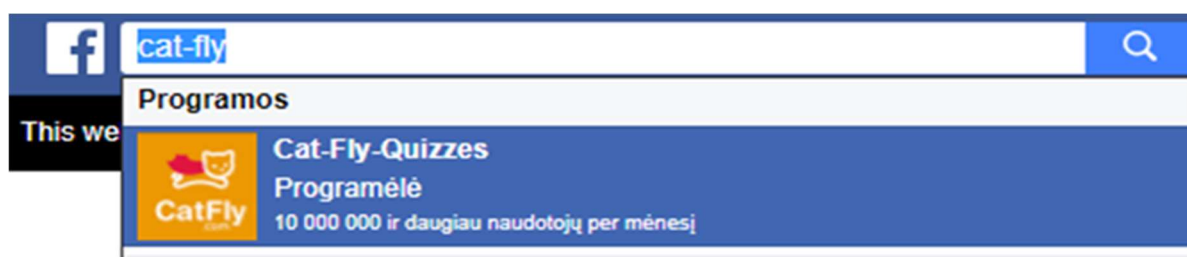 f
cat-fly
Programos
This we
Cat-Fly-Quizzes
Programėlė
10 000 000 ir daugiau naudotojų per mėnesį
CatFly
.com